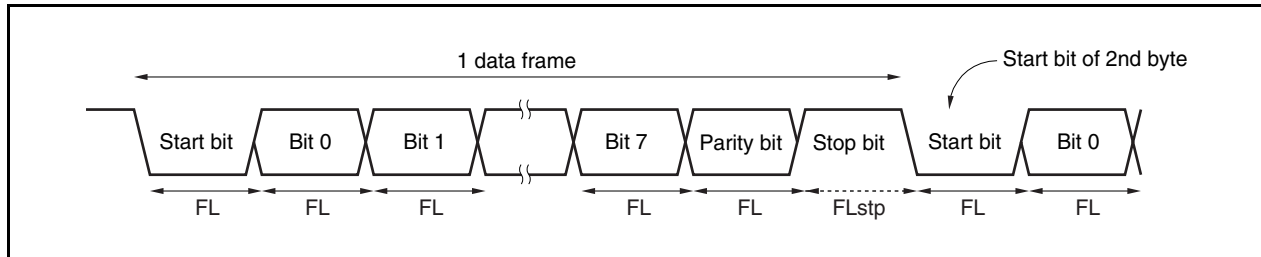 1 data frame
Start bit of 2nd byte
Start bit Bit 0 Bit 1 Bit 7 Parity bit Stop bit Start bit Bit 0
FL FL FL FL FL FLstp FL FL